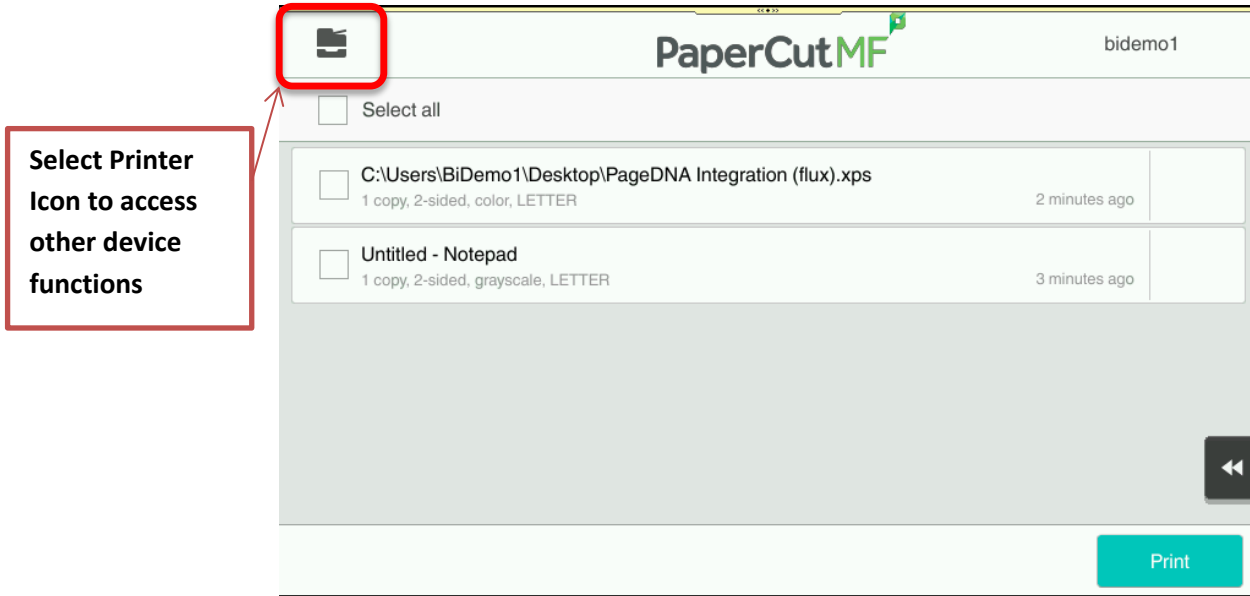 PaperCutMF
bidemo1
Select all
Select Printer
Icon to access
other device
functions
C:\Users\BiDemo1\Desktop\PageDNA Integration (flux).xps
1 copy, 2-sided, color, LETTER
2 minutes ago
Untitled - Notepad
1 copy, 2-sided, grayscale, LETTER
3 minutes ago
Print